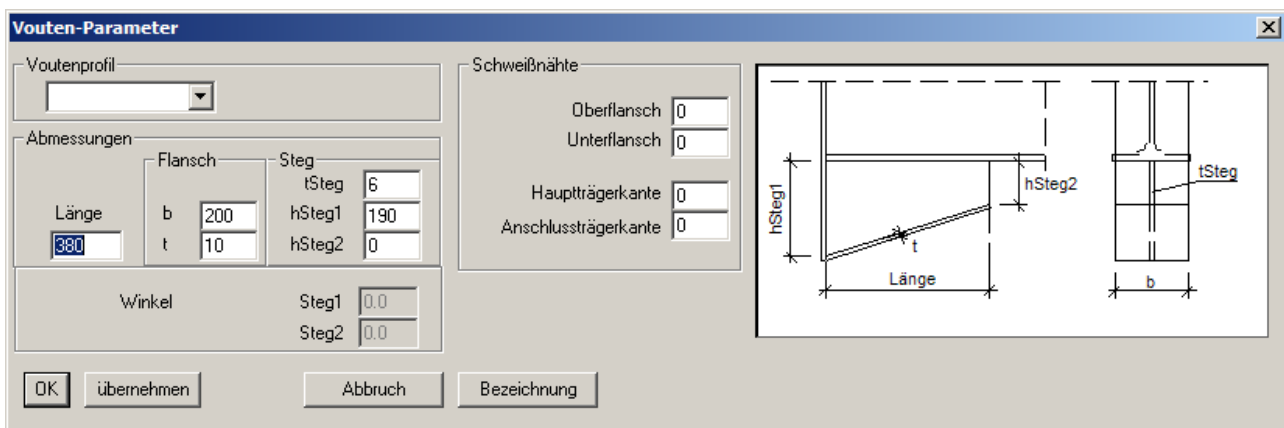 Vouten-Parameter
Voutenprofil
Abmessungen
Länge
380
Flansch
b 200
t 10
Steg
tSteg 6
hSteg1 190
hSteg2 0
Winkel
Steg1 0.0
Steg2 0.0
Schweißnähte
Oberflansch 0
Unterflansch 0
Hauptträgerkante 0
Anschlussträgerkante 0
hSteg1
hSteg2
t
Länge
tSteg
b
OK übernehmen Abbruch Bezeichnung